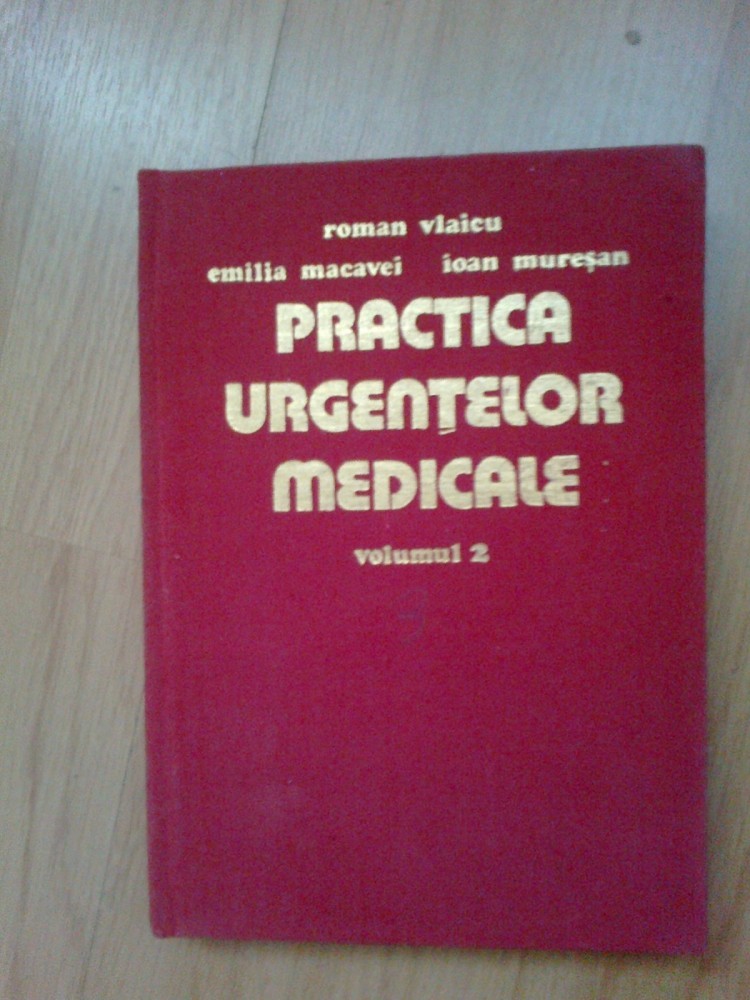 roman vlaicu
emilia macavei ioan mureșan
PRACTICA
URGENȚELOR
MEDICALE
volumul 2